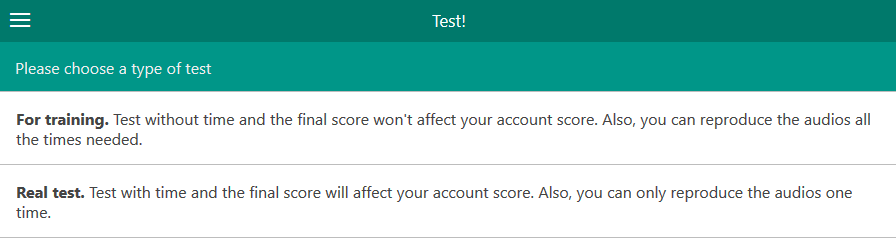 Test!
Please choose a type of test
For training. Test without time and the final score won't affect your account score. Also, you can reproduce the audios all
the times needed.
Real test. Test with time and the final score will affect your account score. Also, you can only reproduce the audios one
time.